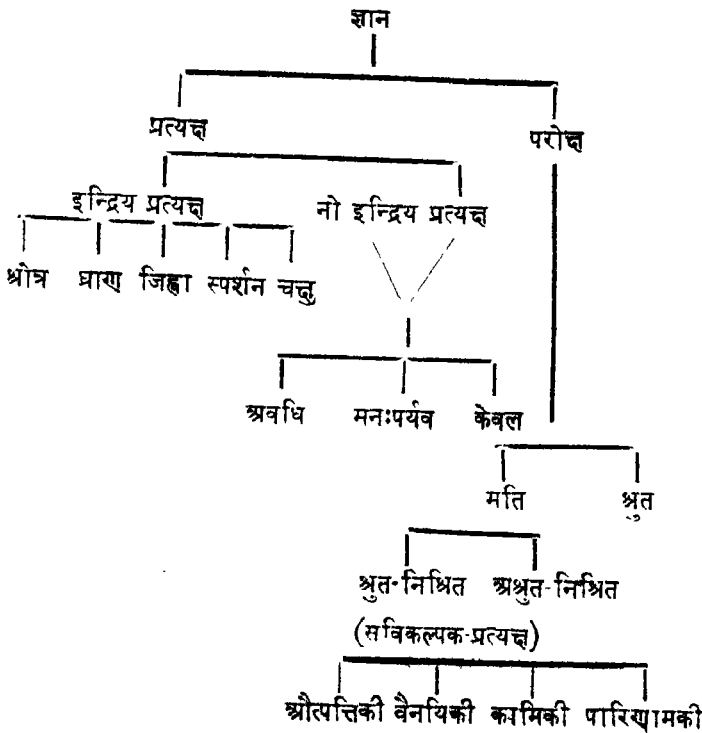 ज्ञान
प्रत्यक्ष परोक्ष
इन्द्रिय प्रत्यक्ष नो इन्द्रिय प्रत्यक्ष
श्रोत्र घ्राण जिह्वा स्पर्शन चक्षु
अवधि मनःपर्यव केवल
मति श्रुत
श्रुत-निश्रित अश्रुत-निश्रित
(सविकल्पक-प्रत्यक्ष)
औत्पत्तिकी वैनयिकी कामिकी पारिणामकी